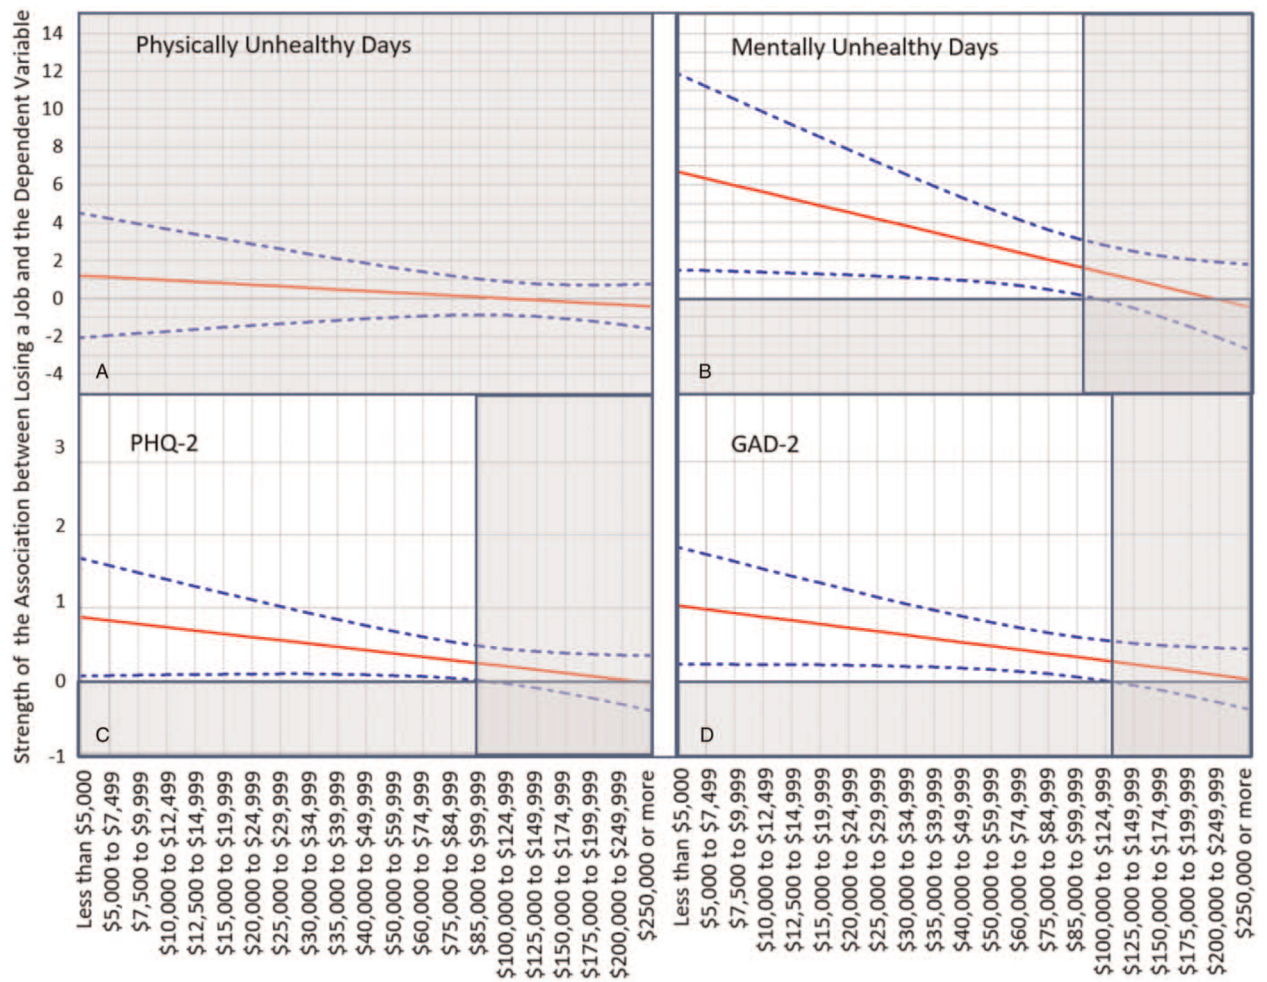 Strength of the Association between Losing a Job and the Dependent Variable
14
12
10
8
6
4
2
0
-2
-4
Physically Unhealthy Days
A
Mentally Unhealthy Days
B
3
2
1
0
-1
PHQ-2
C
GAD-2
D
Less than $5,000
$5,000 to $7,499
$7,500 to $9,999
$10,000 to $12,499
$12,500 to $14,999
$15,000 to $19,999
$20,000 to $24,999
$25,000 to $29,999
$30,000 to $34,999
$35,000 to $39,999
$40,000 to $49,999
$50,000 to $59,999
$60,000 to $74,999
$75,000 to $84,999
$85,000 to $99,999
$100,000 to $124,999
$125,000 to $149,999
$150,000 to $174,999
$175,000 to $199,999
$200,000 to $249,999
$250,000 or more
Less than $5,000
$5,000 to $7,499
$7,500 to $9,999
$10,000 to $12,499
$12,500 to $14,999
$15,000 to $19,999
$20,000 to $24,999
$25,000 to $29,999
$30,000 to $34,999
$35,000 to $39,999
$40,000 to $49,999
$50,000 to $59,999
$60,000 to $74,999
$75,000 to $84,999
$85,000 to $99,999
$100,000 to $124,999
$125,000 to $149,999
$150,000 to $174,999
$175,000 to $199,999
$200,000 to $249,999
$250,000 or more